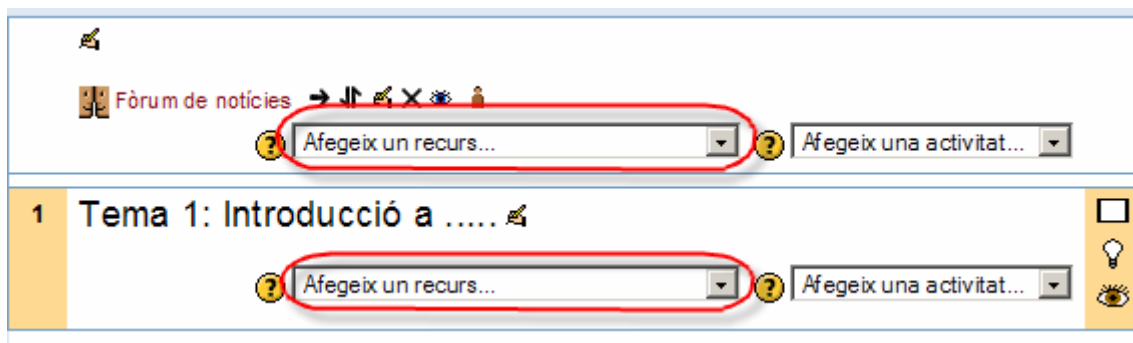 Fòrum de notícies
? Afegeix un recurs... ? Afegeix una activitat...
1 Tema 1: Introducció a .....
? Afegeix un recurs... ? Afegeix una activitat...